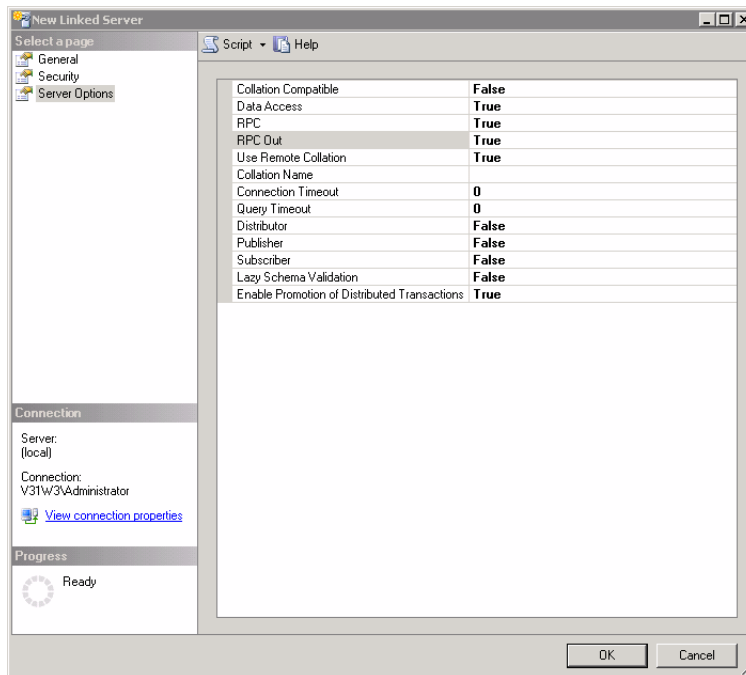 New Linked Server
Select a page
General
Security
Server Options
Script Help
Collation Compatible False
Data Access True
RPC True
RPC Out True
Use Remote Collation True
Collation Name
Connection Timeout 0
Query Timeout 0
Distributor False
Publisher False
Subscriber False
Lazy Schema Validation False
Enable Promotion of Distributed Transactions True
Connection
Server:
(local)
Connection:
V31W3\Administrator
View connection properties
Progress
Ready
OK Cancel